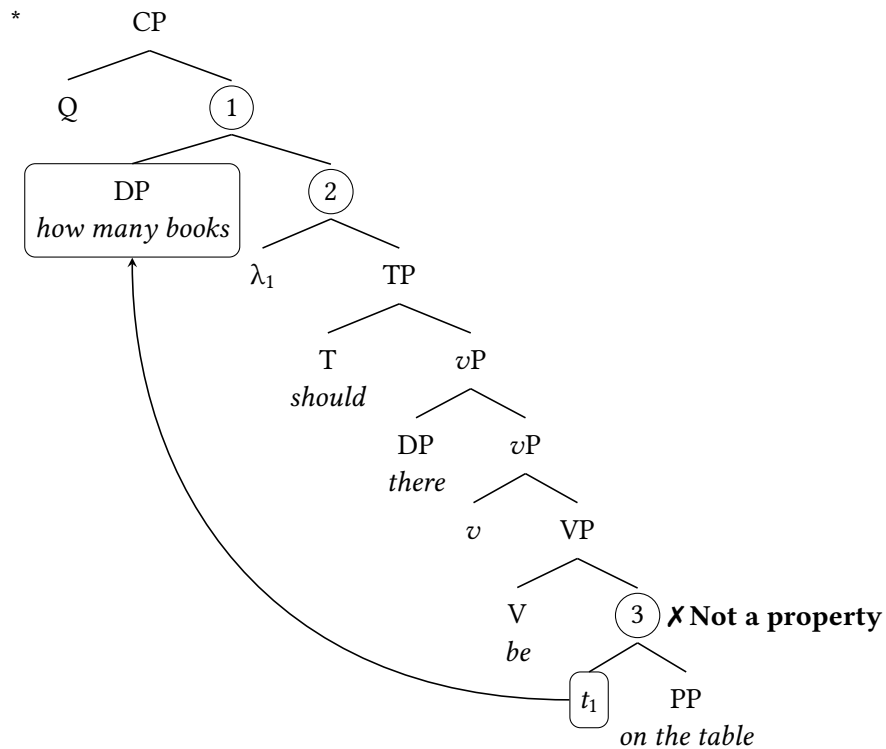 * CP
Q 1
DP 2
how many books
λ₁ TP
T vP
should
DP vP
there
v VP
V 3 ✗Not a property
be
t₁ PP
on the table